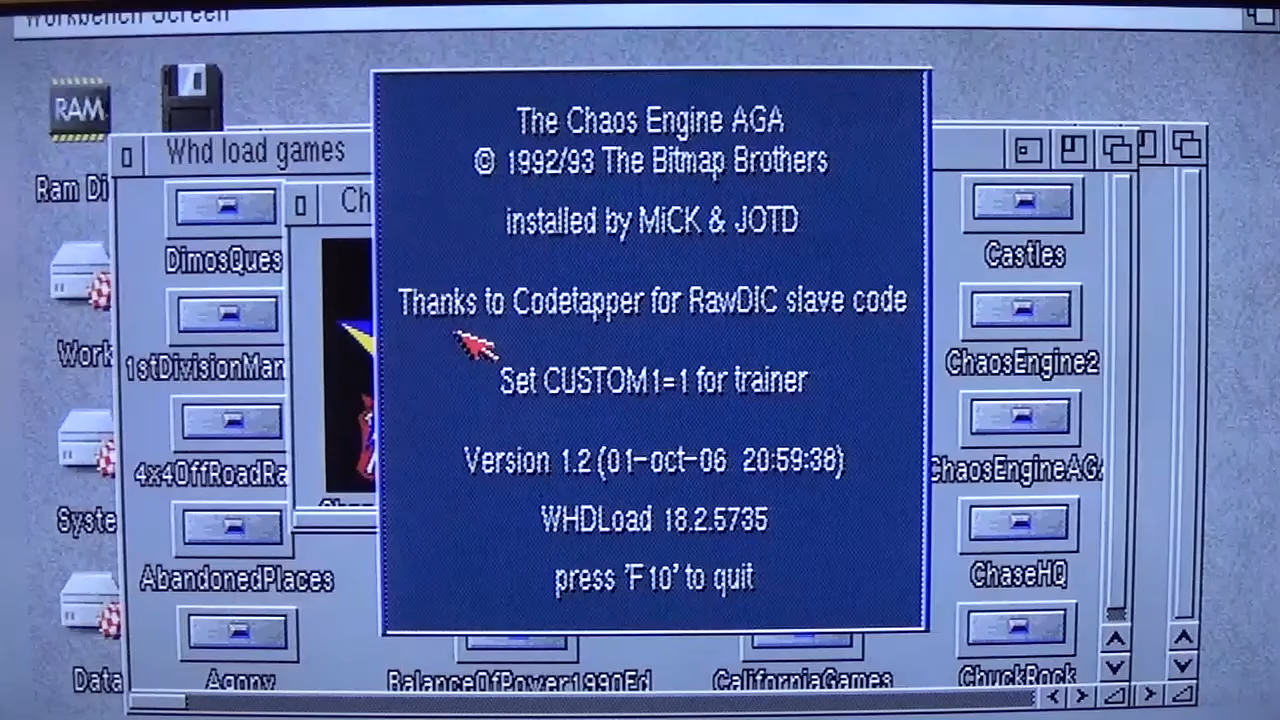 Workbench Screen
RAM
Ram Di
Work
Syste
Data
Whd load games
Ch
DimosQues
1stDivisionMan
4x4OffRoadRa
AbandonedPlaces
Agony
BalanceOfPower1990Ed
CaliforniaGames
Castles
ChaosEngine2
ChaosEngineAGA
ChaseHQ
ChuckRock
The Chaos Engine AGA
© 1992/93 The Bitmap Brothers
installed by MiCK & JOTD
Thanks to Codetapper for RawDIC slave code
Set CUSTOM1=1 for trainer
Version 1.2 (01-oct-06 20:59:38)
WHDLoad 18.2.5735
press 'F10' to quit